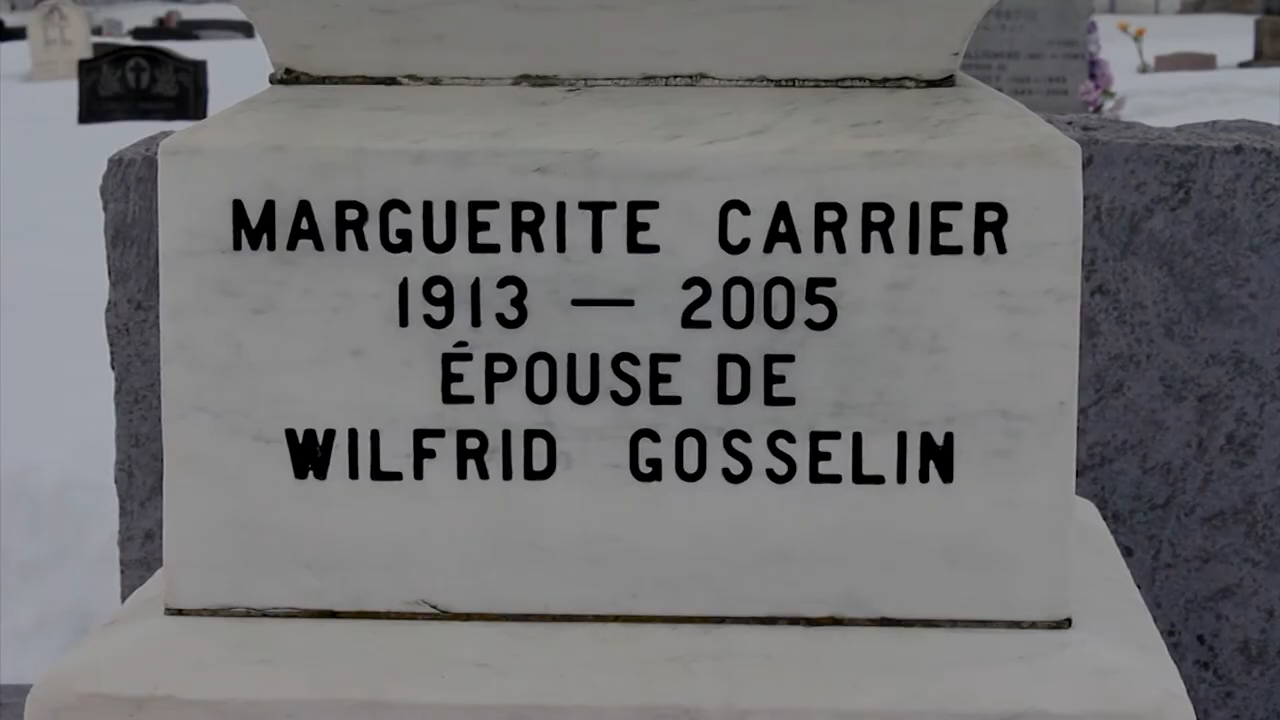 MARGUERITE CARRIER
1913 — 2005
ÉPOUSE DE
WILFRID GOSSELIN